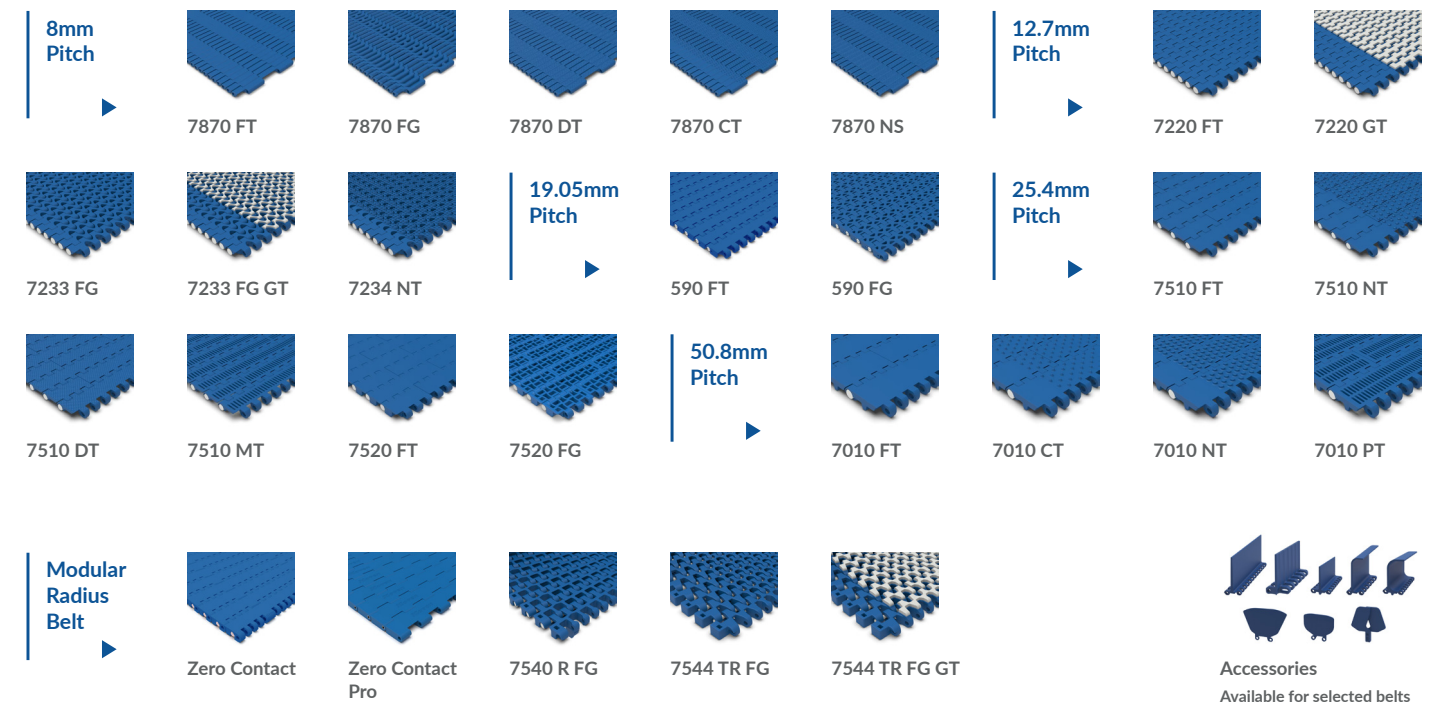 8mm
Pitch
7870 FT
7870 FG
7870 DT
7870 CT
7870 NS
12.7mm
Pitch
7220 FT
7220 GT
7233 FG
7233 FG GT
7234 NT
19.05mm
Pitch
590 FT
590 FG
25.4mm
Pitch
7510 FT
7510 NT
7510 DT
7510 MT
7520 FT
7520 FG
50.8mm
Pitch
7010 FT
7010 CT
7010 NT
7010 PT
Modular
Radius
Belt
Zero Contact
Zero Contact
Pro
7540 R FG
7544 TR FG
7544 TR FG GT
Accessories
Available for selected belts